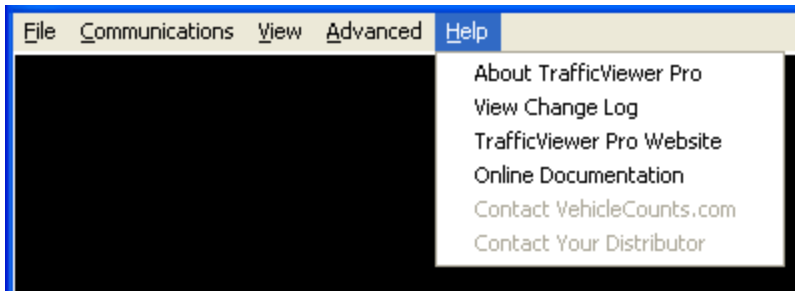 File Communications View Advanced Help
About TrafficViewer Pro
View Change Log
TrafficViewer Pro Website
Online Documentation
Contact VehicleCounts.com
Contact Your Distributor